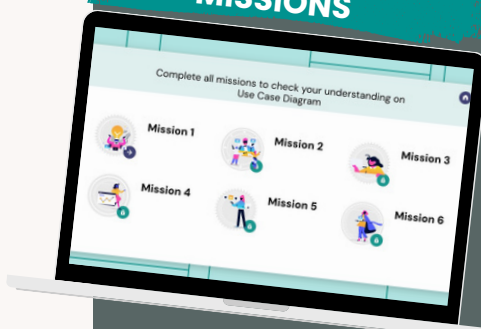 MISSIONS
Complete all missions to check your understanding on
Use Case Diagram
Mission 1
Mission 2
Mission 3
Mission 4
Mission 5
Mission 6